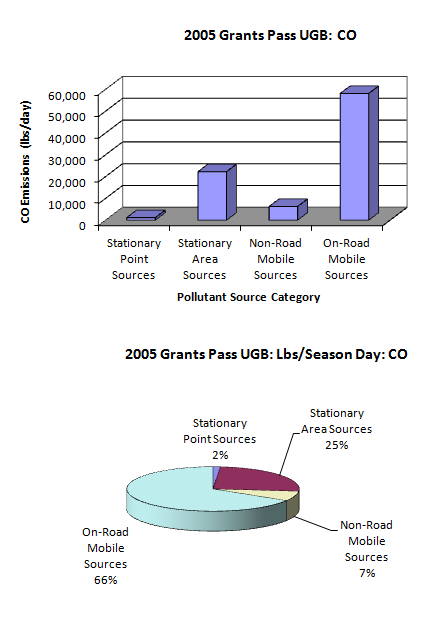 2005 Grants Pass UGB: CO
CO Emissions (lbs/day)
60,000
50,000
40,000
30,000
20,000
10,000
0
Stationary
Point
Sources
Stationary
Area
Sources
Non-Road
Mobile
Sources
On-Road
Mobile
Sources
Pollutant Source Category
2005 Grants Pass UGB: Lbs/Season Day: CO
Stationary
Point Sources
2%
Stationary
Area Sources
25%
On-Road
Mobile
Sources
66%
Non-Road
Mobile
Sources
7%